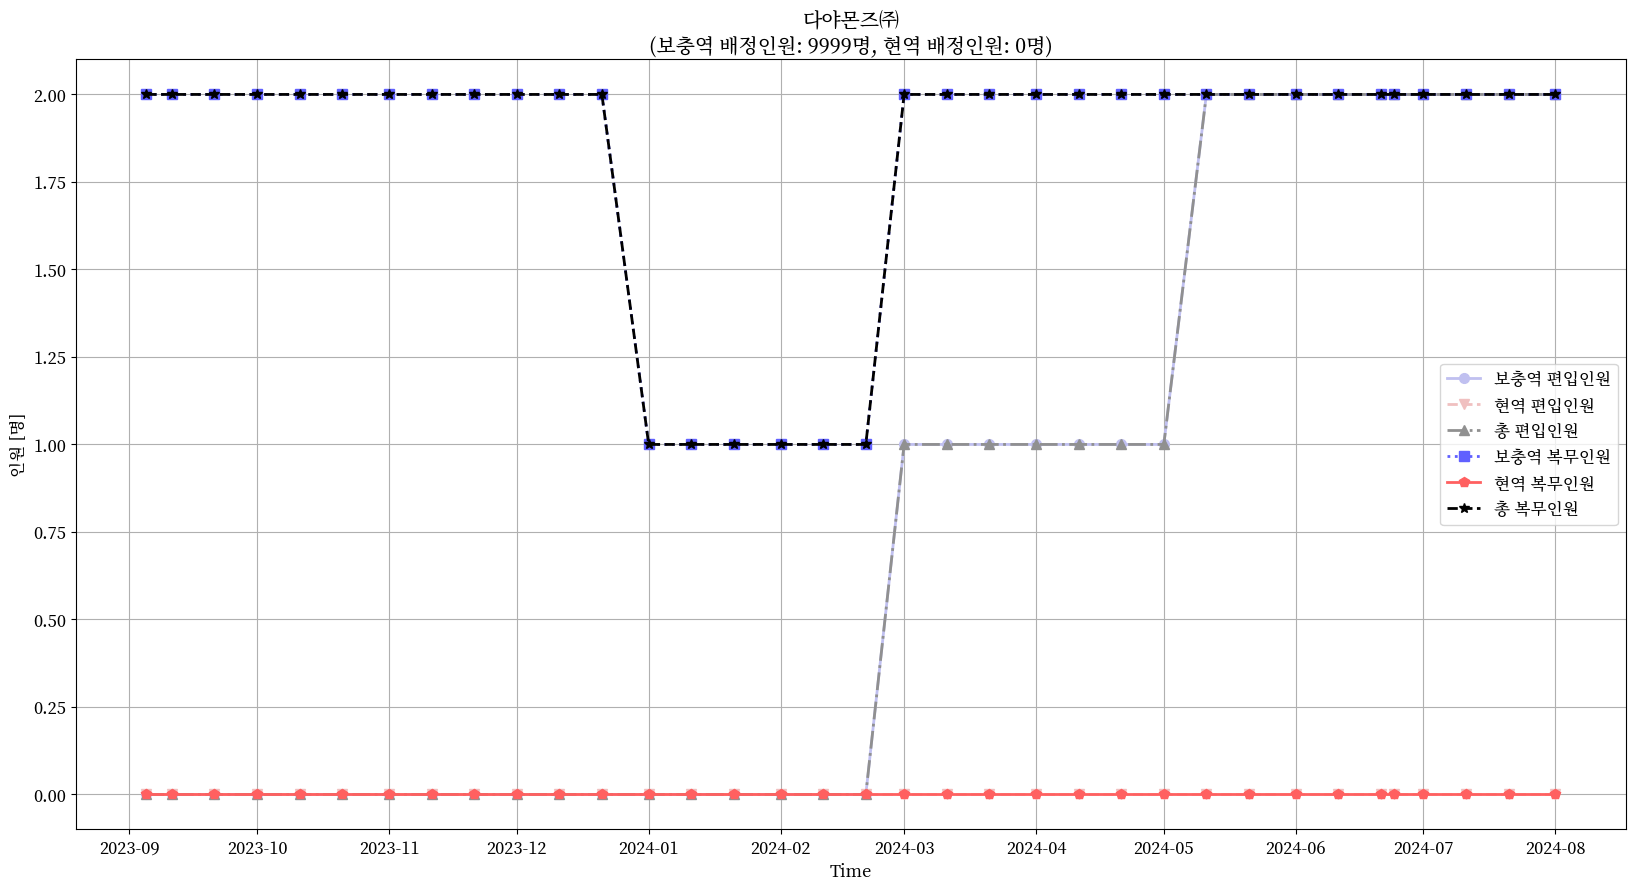 다야몬즈㈜
(보충역 배정인원: 9999명, 현역 배정인원: 0명)
2.00
1.75
1.50
1.25
1.00
0.75
0.50
0.25
0.00
인원 [명]
보충역 편입인원
현역 편입인원
총 편입인원
보충역 복무인원
현역 복무인원
총 복무인원
2023-09 2023-10 2023-11 2023-12 2024-01 2024-02 2024-03 2024-04 2024-05 2024-06 2024-07 2024-08
Time